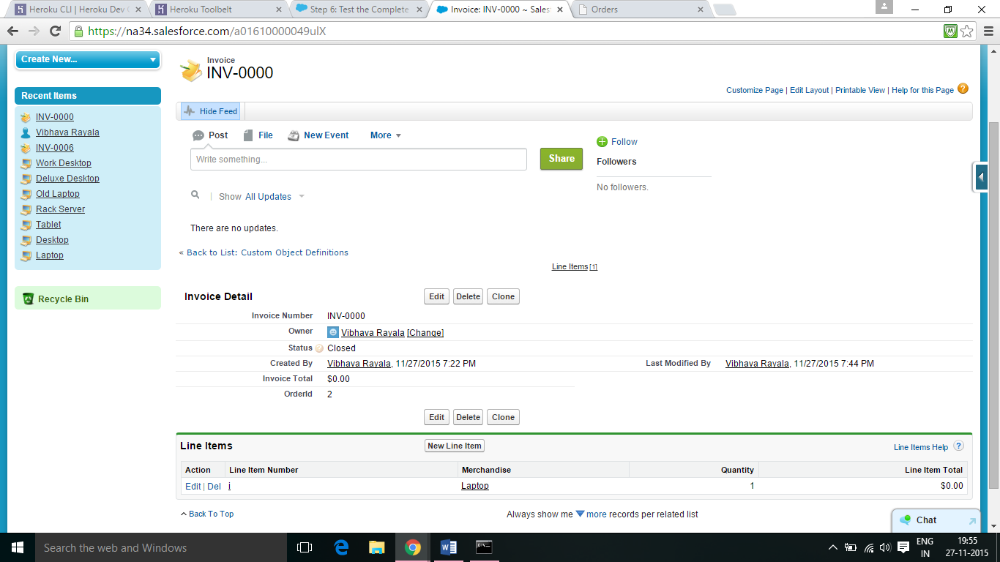 Heroku CLI | Heroku Dev C
Heroku Toolbelt
Step 6: Test the Complete
Invoice: INV-0000 ~ Sales
Orders
https://na34.salesforce.com/a01610000049ulX
Create New...
Recent Items
INV-0000
Vibhava Rayala
INV-0006
Work Desktop
Deluxe Desktop
Old Laptop
Rack Server
Tablet
Desktop
Laptop
Recycle Bin
Invoice
INV-0000
Customize Page | Edit Layout | Printable View | Help for this Page ?
Hide Feed
Post File New Event More
Write something...
Share
Follow
Followers
No followers.
Show All Updates
There are no updates.
« Back to List: Custom Object Definitions
Line Items [1]
Invoice Detail Edit Delete Clone
Invoice Number INV-0000
Owner Vibhava Rayala [Change]
Status ? Closed
Created By Vibhava Rayala, 11/27/2015 7:22 PM Last Modified By Vibhava Rayala, 11/27/2015 7:44 PM
Invoice Total $0.00
OrderId 2
Edit Delete Clone
Line Items New Line Item Line Items Help ?
Action Line Item Number Merchandise Quantity Line Item Total
Edit | Del i Laptop 1 $0.00
Back To Top Always show me more records per related list
Chat
Search the web and Windows
ENG
IN
19:55
27-11-2015